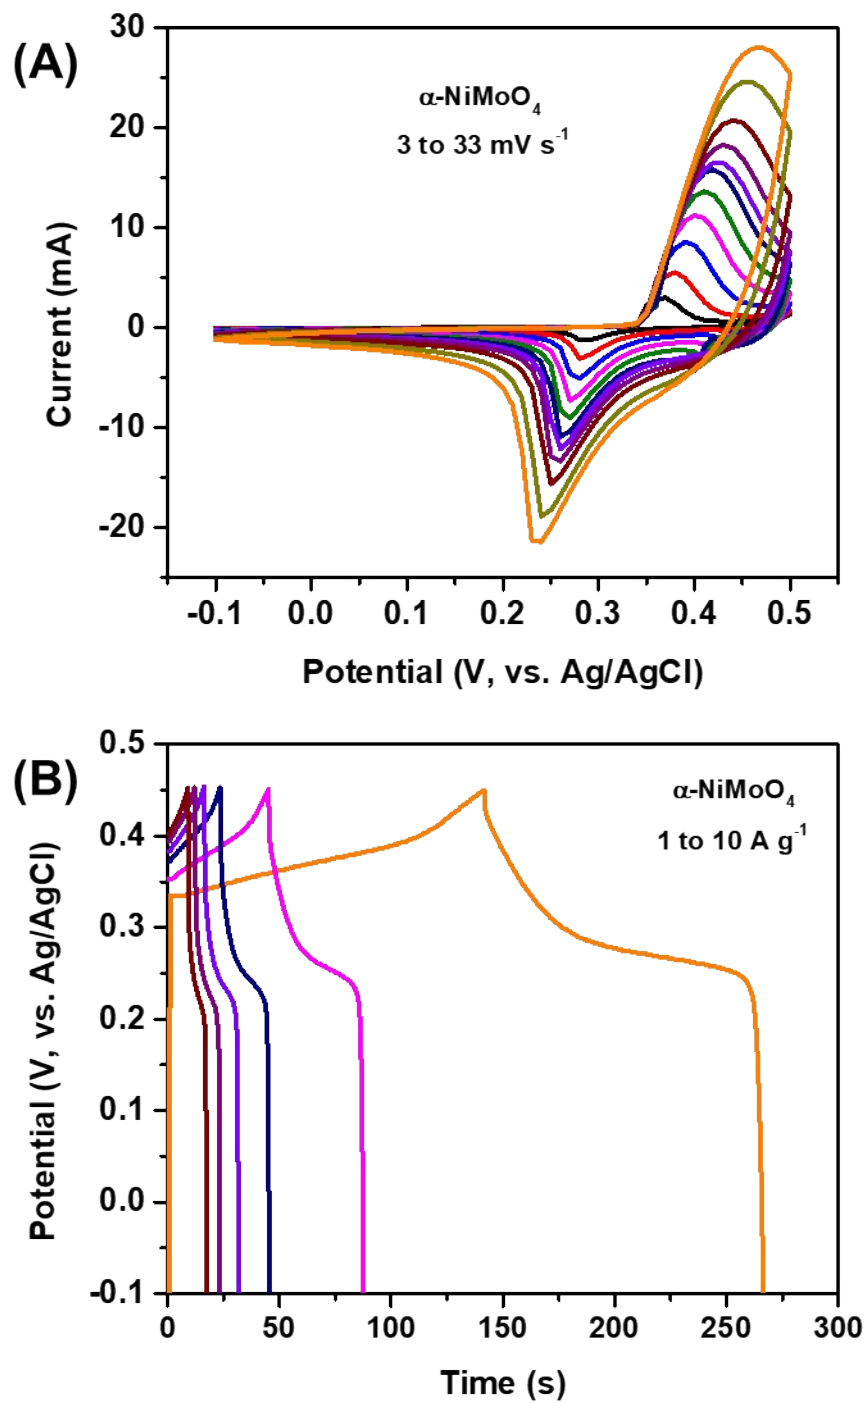 (A)
α-NiMoO₄
3 to 33 mV s⁻¹
30
20
10
0
-10
-20
Current (mA)
-0.1 0.0 0.1 0.2 0.3 0.4 0.5
Potential (V, vs. Ag/AgCl)
(B)
α-NiMoO₄
1 to 10 A g⁻¹
0.5
0.4
0.3
0.2
0.1
0.0
-0.1
Potential (V, vs. Ag/AgCl)
0 50 100 150 200 250 300
Time (s)